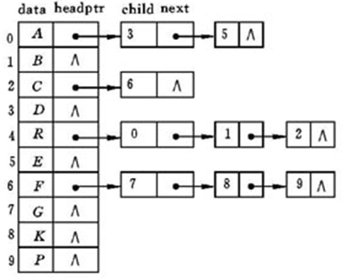 data headptr child next
0 A 3 5 ∧
1 B ∧
2 C 6 ∧
3 D ∧
4 R 0 1 2 ∧
5 E ∧
6 F 7 8 9 ∧
7 G ∧
8 K ∧
9 P ∧